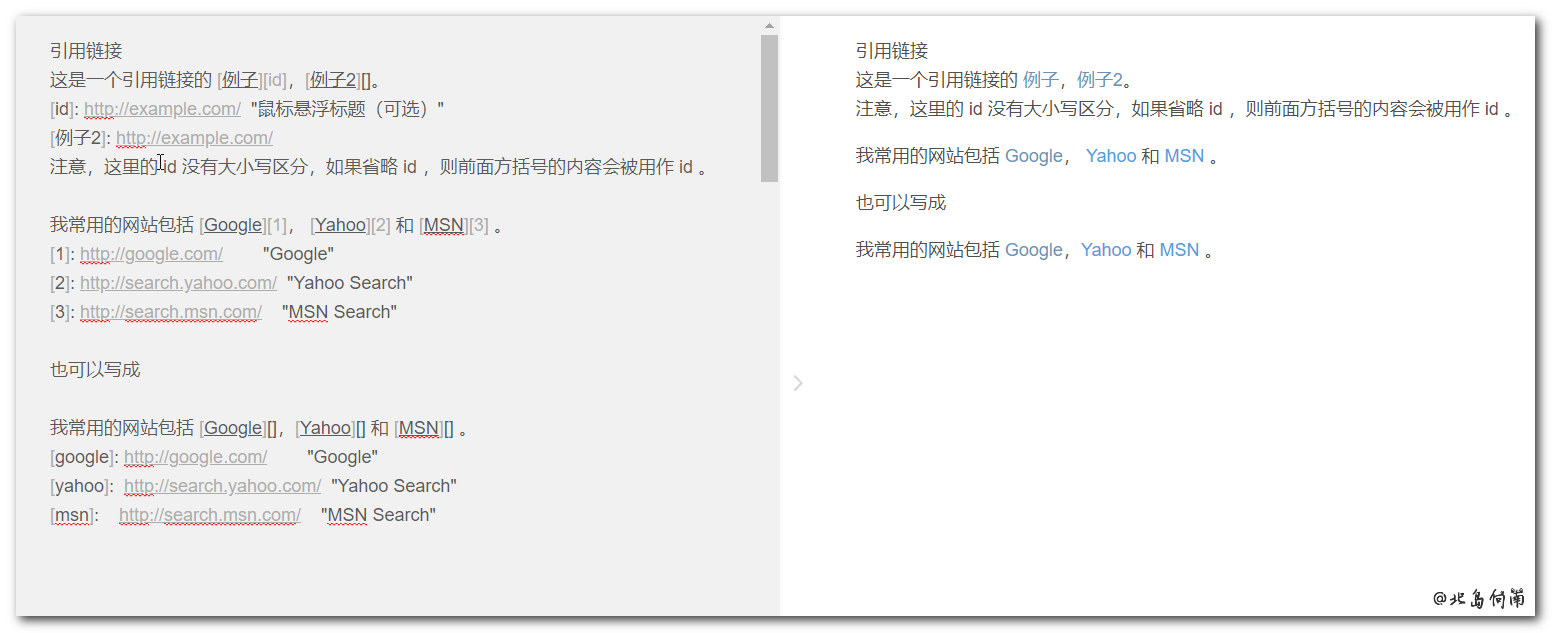 引用链接
这是一个引用链接的 [例子][id]，[例子2][]。
[id]: http://example.com/  "鼠标悬浮标题（可选）"
[例子2]: http://example.com/
注意，这里的 id 没有大小写区分，如果省略 id ，则前面方括号的内容会被用作 id 。
我常用的网站包括 [Google][1]， [Yahoo][2] 和 [MSN][3] 。
[1]: http://google.com/        "Google"
[2]: http://search.yahoo.com/  "Yahoo Search"
[3]: http://search.msn.com/    "MSN Search"
也可以写成
我常用的网站包括 [Google][]，[Yahoo][] 和 [MSN][] 。
[google]: http://google.com/        "Google"
[yahoo]:  http://search.yahoo.com/  "Yahoo Search"
[msn]:    http://search.msn.com/    "MSN Search"
引用链接
这是一个引用链接的 例子，例子2。
注意，这里的 id 没有大小写区分，如果省略 id ，则前面方括号的内容会被用作 id 。
我常用的网站包括 Google， Yahoo 和 MSN 。
也可以写成
我常用的网站包括 Google，Yahoo 和 MSN 。
@北岛何南